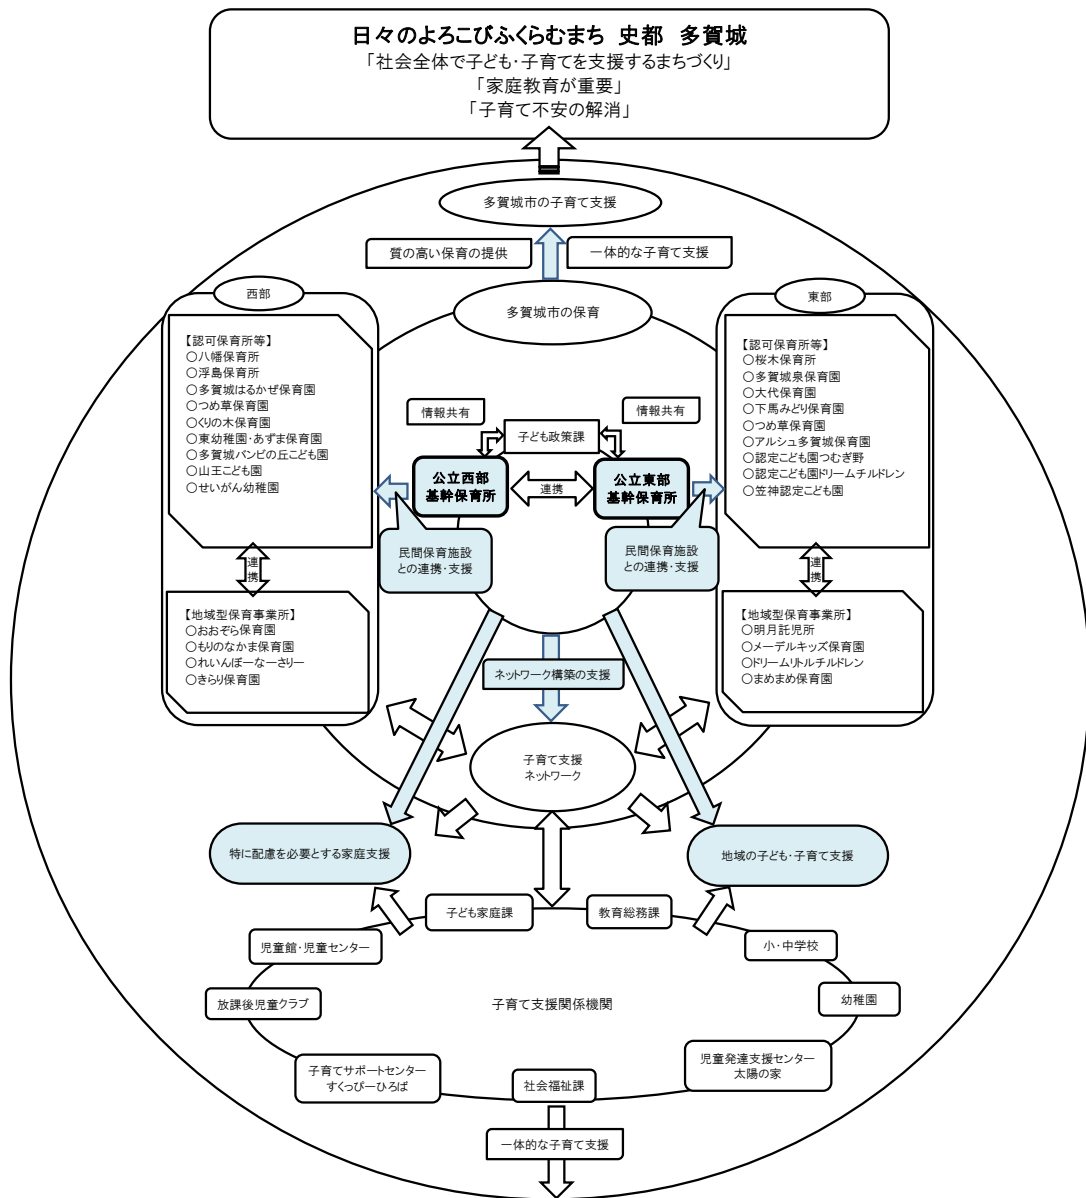 日々のよろこびふくらむまち 史都 多賀城
「社会全体で子ども・子育てを支援するまちづくり」
「家庭教育が重要」
「子育て不安の解消」
多賀城市の子育て支援
質の高い保育の提供
一体的な子育て支援
多賀城市の保育
西部
【認可保育所等】
○八幡保育所
○浮島保育所
○多賀城はるかぜ保育園
○つめ草保育園
○くりの木保育園
○東幼稚園・あずま保育園
○多賀城バンビの丘こども園
○山王こども園
○せいがん幼稚園
連携
【地域型保育事業所】
○おおぞら保育園
○もりのなかま保育園
○れいんぼーなーさりー
○きらり保育園
東部
【認可保育所等】
○桜木保育所
○多賀城泉保育園
○大代保育園
○下馬みどり保育園
○つめ草保育園
○アルシュ多賀城保育園
○認定こども園つむぎ野
○認定こども園ドリームチルドレン
○笠神認定こども園
連携
【地域型保育事業所】
○明月託児所
○メーデルキッズ保育園
○ドリームリトルチルドレン
○まめまめ保育園
情報共有
子ども政策課
情報共有
公立西部
基幹保育所
連携
公立東部
基幹保育所
民間保育施設
との連携・支援
民間保育施設
との連携・支援
ネットワーク構築の支援
子育て支援
ネットワーク
特に配慮を必要とする家庭支援
地域の子ども・子育て支援
子ども家庭課
教育総務課
児童館・児童センター
小・中学校
放課後児童クラブ
子育て支援関係機関
幼稚園
子育てサポートセンター
すくっぴーひろば
社会福祉課
児童発達支援センター
太陽の家
一体的な子育て支援